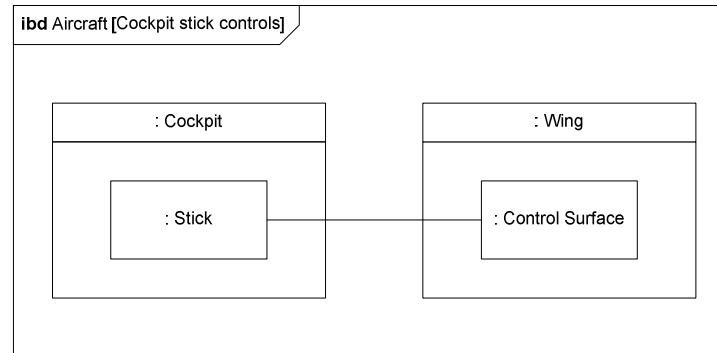 ibd Aircraft [Cockpit stick controls]
: Cockpit
: Wing
: Stick
: Control Surface